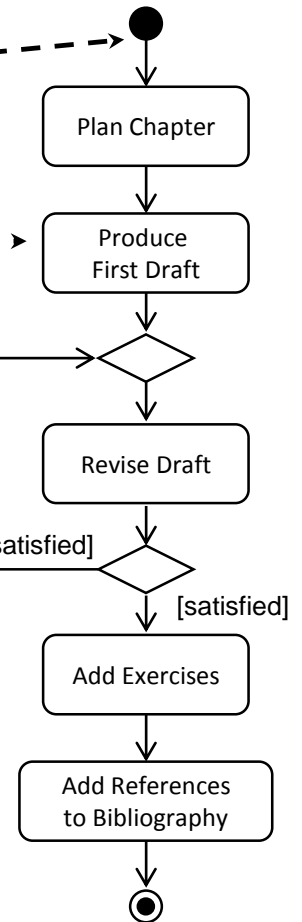 Plan Chapter
Produce
First Draft
Revise Draft
satisfied]
[satisfied]
Add Exercises
Add References
to Bibliography